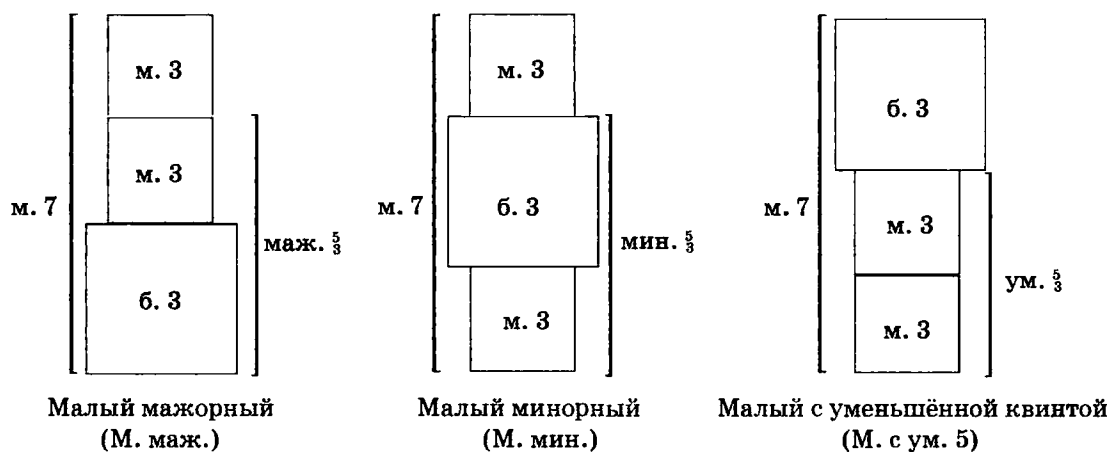 м. 7
м. 3
м. 3
б. 3
маж. 5/3
Малый мажорный
(М. маж.)
м. 7
м. 3
б. 3
м. 3
мин. 5/3
Малый минорный
(М. мин.)
м. 7
б. 3
м. 3
м. 3
ум. 5/3
Малый с уменьшённой квинтой
(М. с ум. 5)